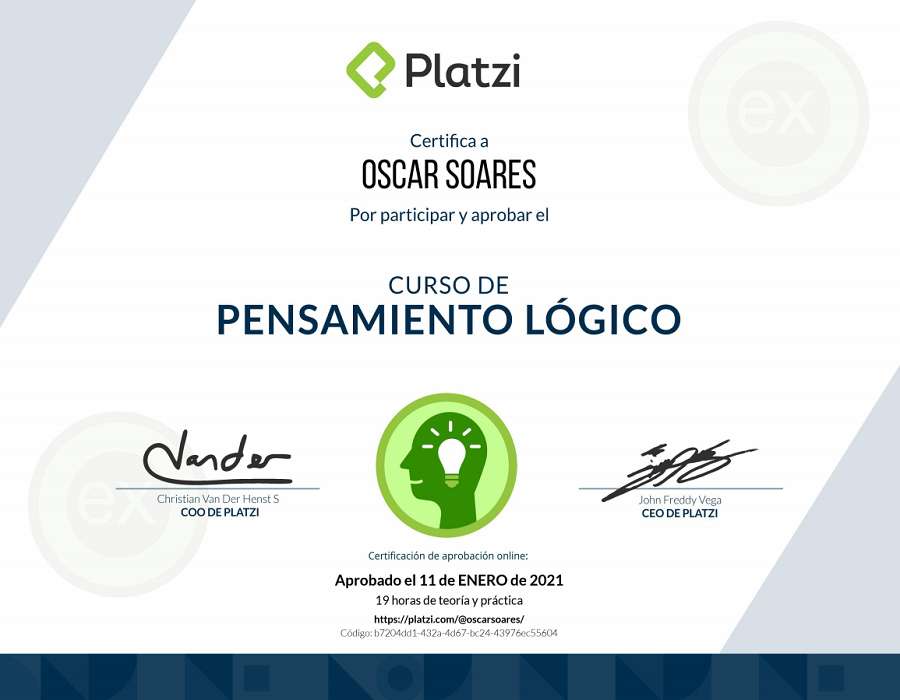 Platzi
ex
Certifica a
OSCAR SOARES
Por participar y aprobar el
CURSO DE
PENSAMIENTO LÓGICO
Vander
ex
Christian Van Der Henst S
COO DE PLATZI
John Freddy Vega
CEO DE PLATZI
Certificación de aprobación online:
Aprobado el 11 de ENERO de 2021
19 horas de teoría y práctica
https://platzi.com/@oscarsoares/
Código: b7204dd1-432a-4d67-bc24-43976ec55604